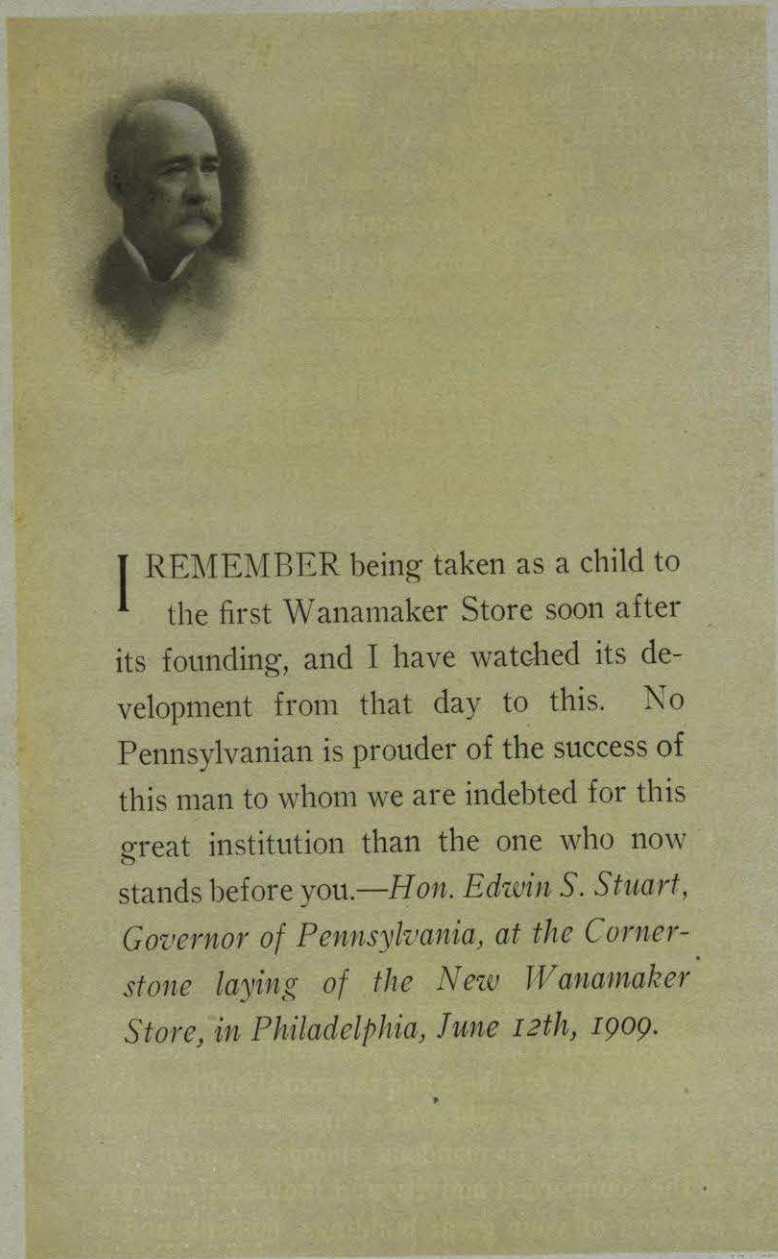 I REMEMBER being taken as a child to
the first Wanamaker Store soon after
its founding, and I have watched its de-
velopment from that day to this. No
Pennsylvanian is prouder of the success of
this man to whom we are indebted for this
great institution than the one who now
stands before you.—Hon. Edwin S. Stuart,
Governor of Pennsylvania, at the Corner-
stone laying of the New Wanamaker
Store, in Philadelphia, June 12th, 1909.